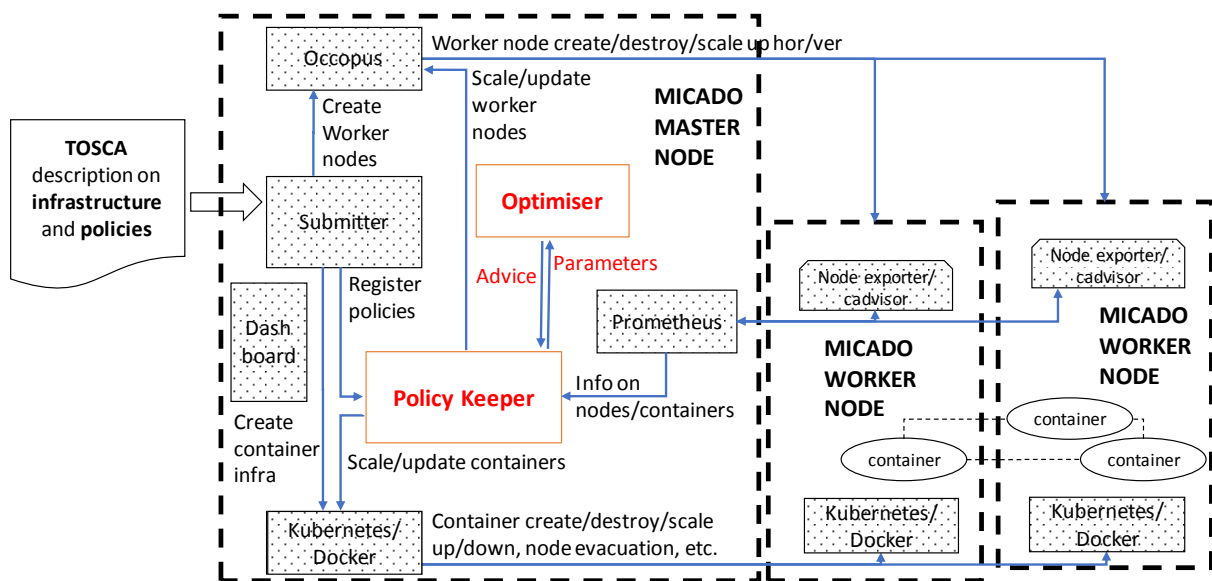 TOSCA
description on
infrastructure
and policies
Occopus
Worker node create/destroy/scale up hor/ver
Scale/update
worker
nodes
Create
Worker
nodes
MICADO
MASTER
NODE
Submitter
Optimiser
Advice
Parameters
Register
policies
Dash
board
Prometheus
Policy Keeper
Info on
nodes/containers
Create
container
infra
Scale/update containers
Kubernetes/
Docker
Container create/destroy/scale
up/down, node evacuation, etc.
Node exporter/
cadvisor
MICADO
WORKER
NODE
container
Kubernetes/
Docker
Node exporter/
cadvisor
MICADO
WORKER
NODE
container
container
Kubernetes/
Docker